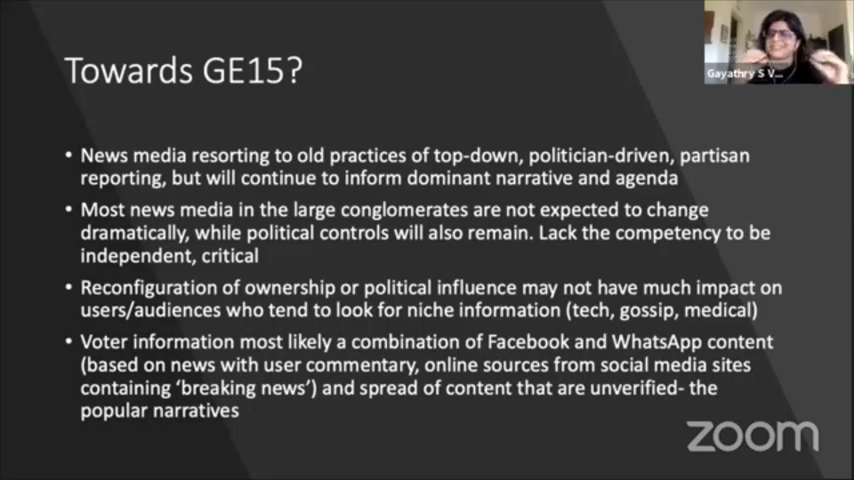 Gayathry S V...
Towards GE15?
• News media resorting to old practices of top-down, politician-driven, partisan
reporting, but will continue to inform dominant narrative and agenda
• Most news media in the large conglomerates are not expected to change
dramatically, while political controls will also remain. Lack the competency to be
independent, critical
• Reconfiguration of ownership or political influence may not have much impact on
users/audiences who tend to look for niche information (tech, gossip, medical)
• Voter information most likely a combination of Facebook and WhatsApp content
(based on news with user commentary, online sources from social media sites
containing ‘breaking news’) and spread of content that are unverified- the
popular narratives
zoom